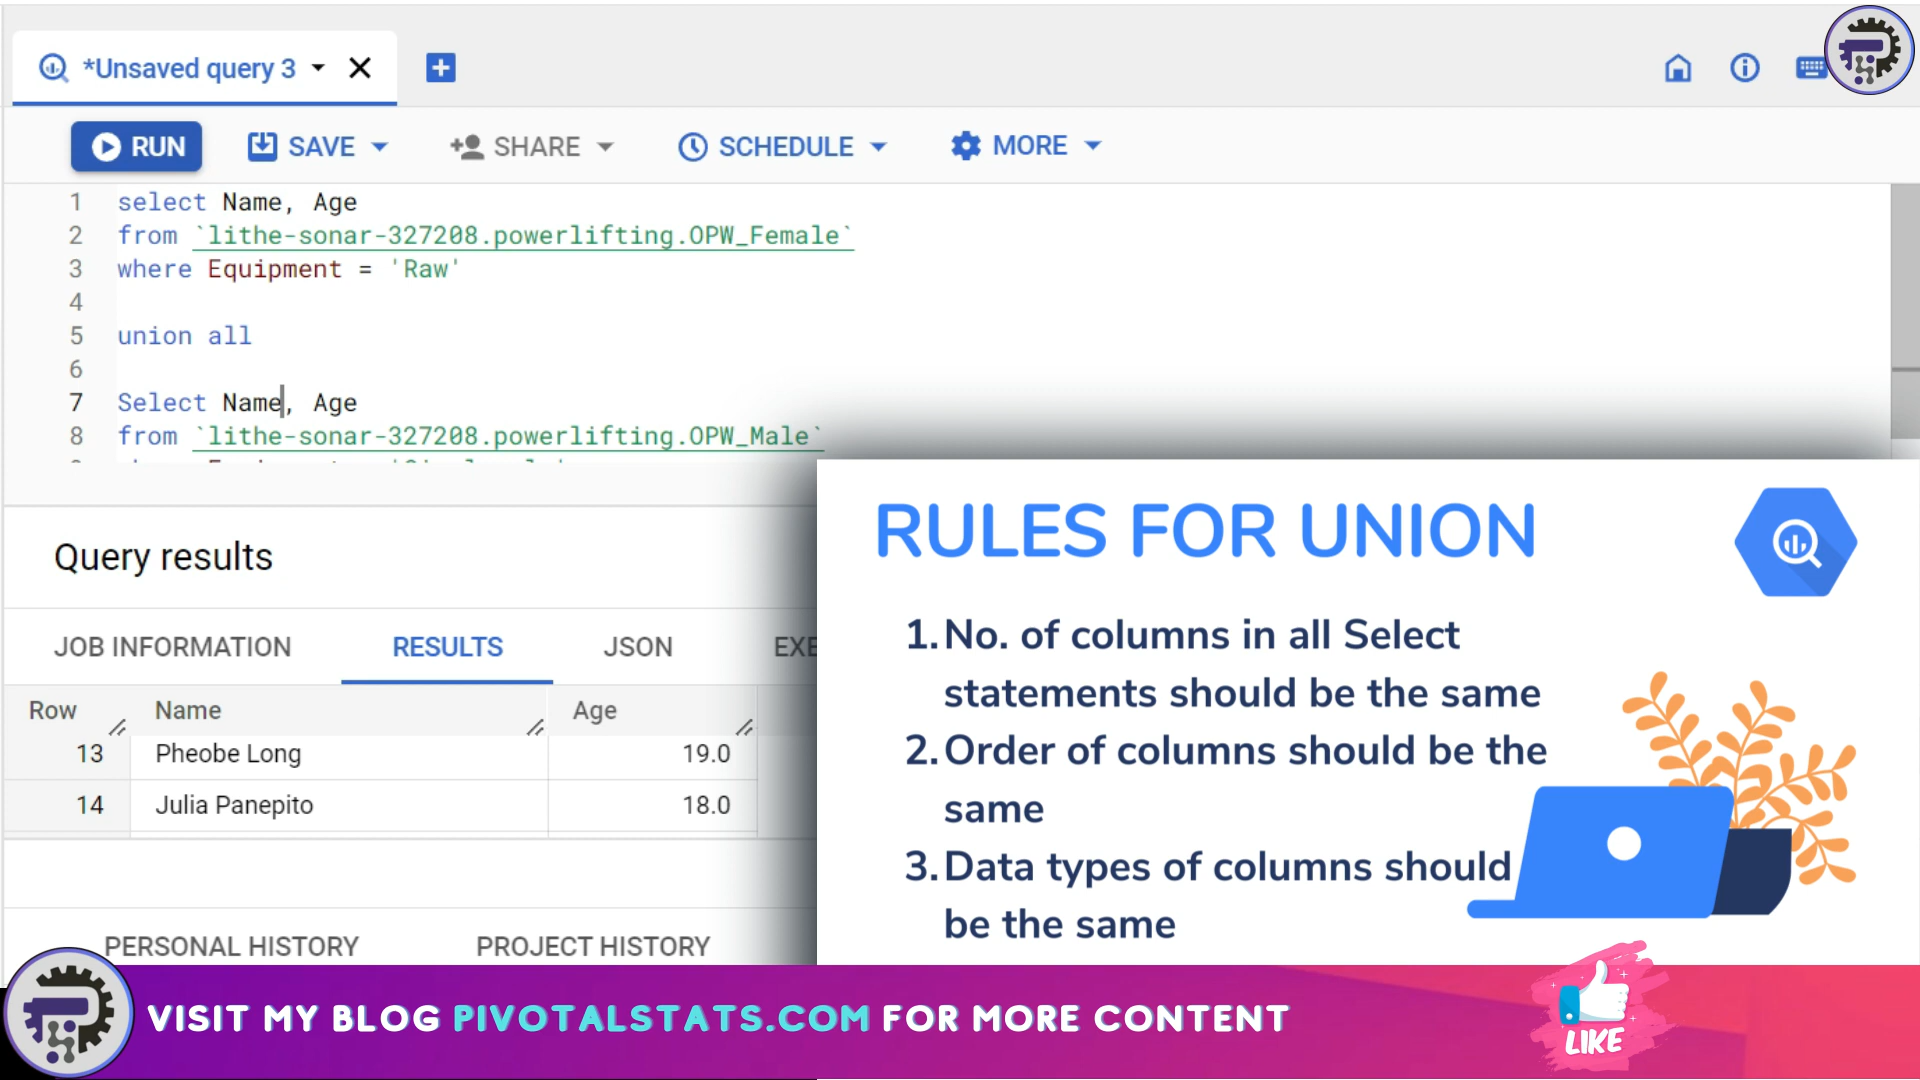 *Unsaved query 3
RUN SAVE SHARE SCHEDULE MORE
1 select Name, Age
2 from `lithe-sonar-327208.powerlifting.OPW_Female`
3 where Equipment = 'Raw'
4
5 union all
6
7 Select Name, Age
8 from `lithe-sonar-327208.powerlifting.OPW_Male`
Query results
JOB INFORMATION RESULTS JSON EXE
Row Name Age
13 Pheobe Long 19.0
14 Julia Panepito 18.0
PERSONAL HISTORY PROJECT HISTORY
RULES FOR UNION
1. No. of columns in all Select
statements should be the same
2. Order of columns should be the
same
3. Data types of columns should
be the same
VISIT MY BLOG PIVOTALSTATS.COM FOR MORE CONTENT
LIKE